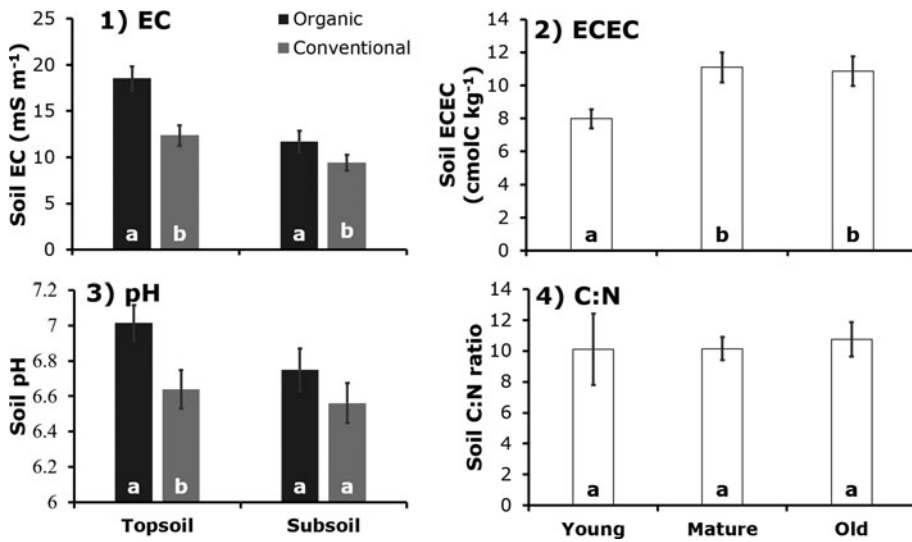 1) EC
Organic
Conventional
Soil EC (mS m⁻¹)
25
20
15
10
5
0
a
b
a
b
2) ECEC
Soil ECEC
(cmolC kg⁻¹)
14
12
10
8
6
4
2
0
a
b
b
3) pH
Soil pH
7.2
7
6.8
6.6
6.4
6.2
6
a
b
a
a
Topsoil
Subsoil
4) C:N
Soil C:N ratio
14
12
10
8
6
4
2
0
a
a
a
Young
Mature
Old